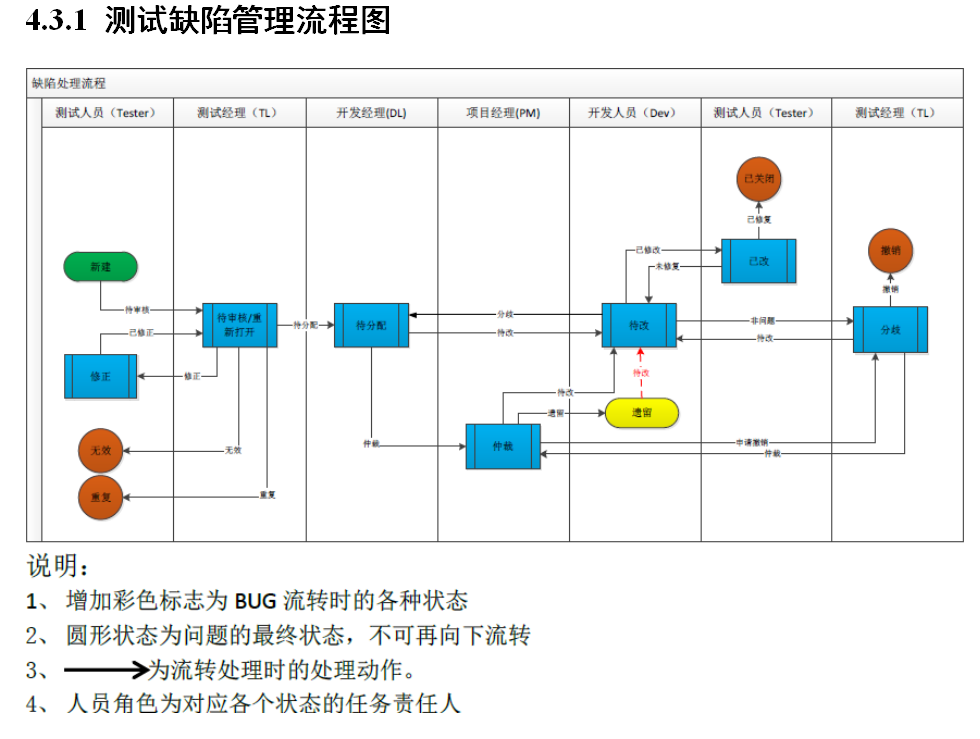 4.3.1 测试缺陷管理流程图
缺陷处理流程
测试人员（Tester）
测试经理（TL）
开发经理(DL)
项目经理(PM)
开发人员（Dev）
测试人员（Tester）
测试经理（TL）
已关闭
已修复
已修改
已改
撤销
新建
未修复
撤销
待审核
待审核/重
新打开
待分配
待分配
分歧
待改
待改
非问题
待改
分歧
已修正
修正
修正
待改
待改
遗留
遗留
无效
无效
仲裁
仲裁
申请撤销
仲裁
重复
重复
说明：
1、 增加彩色标志为 BUG 流转时的各种状态
2、 圆形状态为问题的最终状态，不可再向下流转
3、 为流转处理时的处理动作。
4、 人员角色为对应各个状态的任务责任人